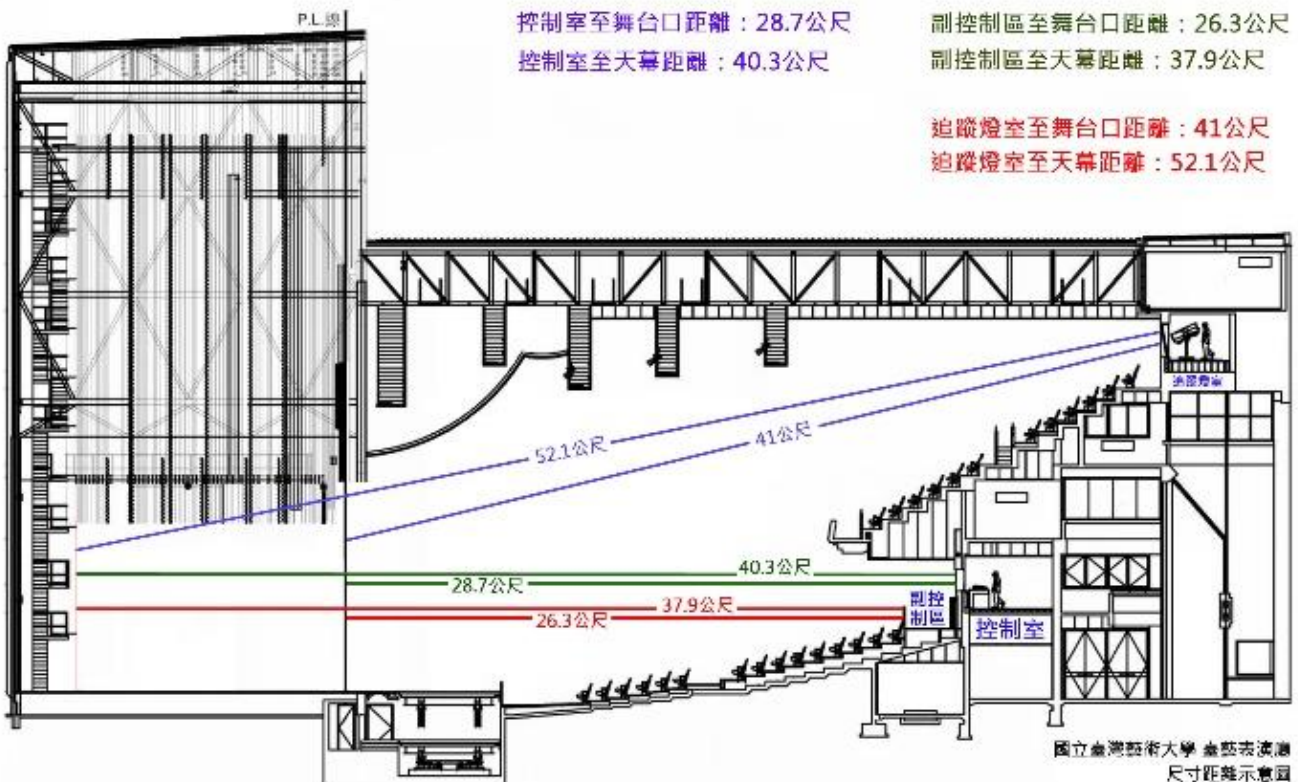 P.L.線
控制室至舞台口距離：28.7公尺
控制室至天幕距離：40.3公尺
副控制區至舞台口距離：26.3公尺
副控制區至天幕距離：37.9公尺
追蹤燈室至舞台口距離：41公尺
追蹤燈室至天幕距離：52.1公尺
追蹤燈室
52.1公尺
41公尺
40.3公尺
28.7公尺
37.9公尺
26.3公尺
副控
制區
控制室
國立臺灣藝術大學 臺藝表演廳
尺寸距離示意圖